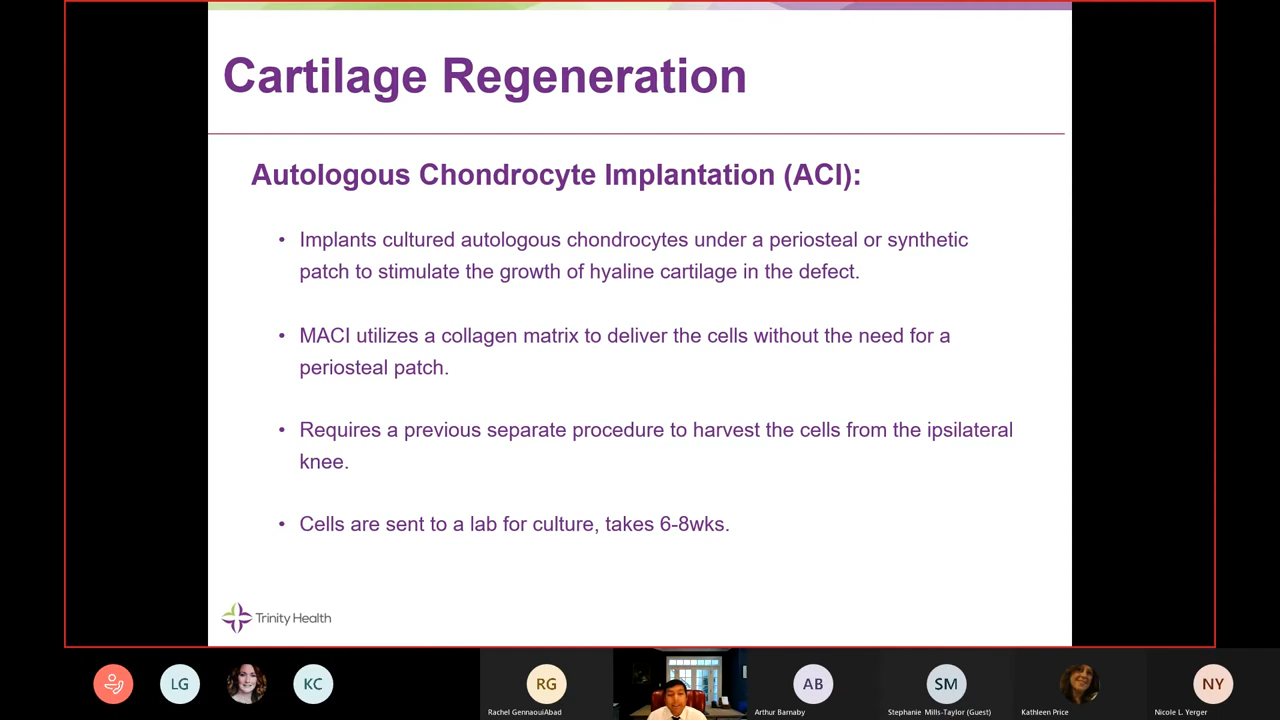 Cartilage Regeneration
Autologous Chondrocyte Implantation (ACI):
• Implants cultured autologous chondrocytes under a periosteal or synthetic
patch to stimulate the growth of hyaline cartilage in the defect.
• MACI utilizes a collagen matrix to deliver the cells without the need for a
periosteal patch.
• Requires a previous separate procedure to harvest the cells from the ipsilateral
knee.
• Cells are sent to a lab for culture, takes 6-8wks.
Trinity Health
LG
KC
RG
AB
SM
NY
Rachel GennaouiAbad
Arthur Barnaby
Stephanie Mills-Taylor (Guest)
Kathleen Price
Nicole L. Yerger